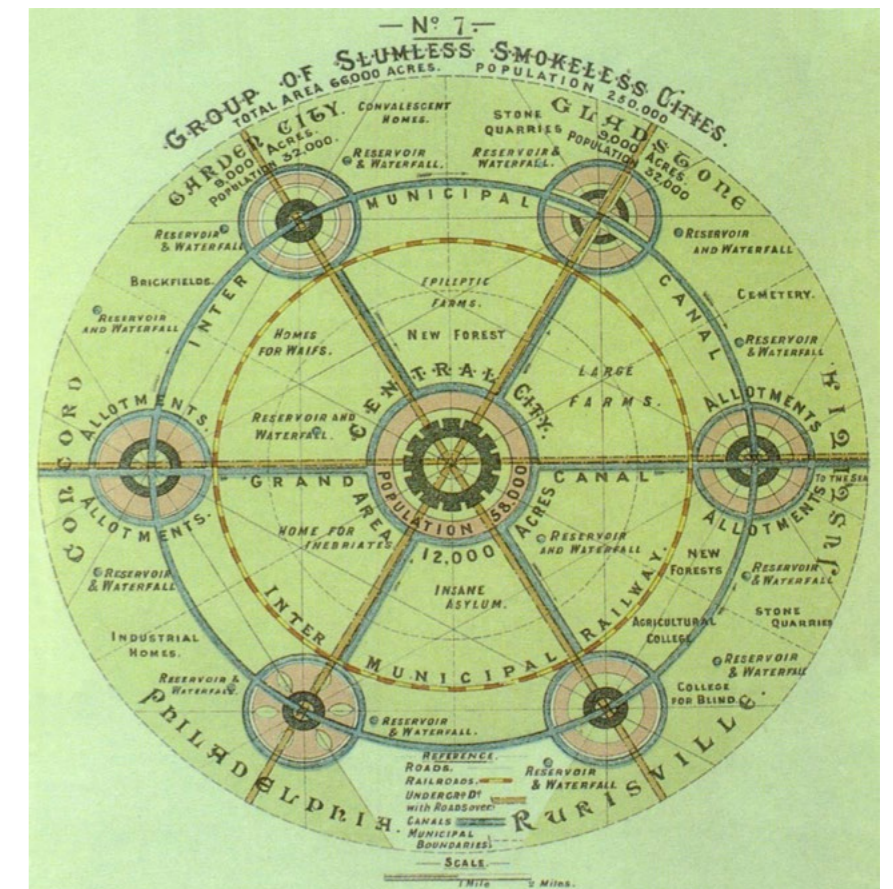 — Nº 7. —
GROUP OF SLUMLESS SMOKELESS CITIES.
TOTAL AREA 66,000 ACRES. POPULATION 250,000
GARDEN CITY.
9,000 ACRES.
POPULATION 32,000
CONVALESCENT
HOMES.
STONE
QUARRIES
GLADSTONE
9,000 ACRES.
POPULATION
32,000
RESERVOIR
& WATERFALL
RESERVOIR &
WATERFALL.
INTER MUNICIPAL CANAL
RESERVOIR
& WATERFALL
RESERVOIR
AND WATERFALL
BRICKFIELDS.
EPILEPTIC
FARMS.
CEMETERY.
RESERVOIR
AND WATERFALL
HOMES
FOR WAIFS.
NEW FOREST
RESERVOIR
& WATERFALL
LARGE
FARMS.
CENTRAL CITY.
CONCORD
ALLOTMENTS.
RESERVOIR AND
WATERFALL.
ALLOTMENTS
JUSTITIA
GRAND CANAL
TO THE SEA
POPULATION 58,000
AREA 12,000 ACRES
ALLOTMENTS.
ALLOTMENTS
HOME FOR
INEBRIATES
RESERVOIR
AND WATERFALL
NEW
FORESTS
RESERVOIR
& WATERFALL
RESERVOIR
& WATERFALL
INSANE
ASYLUM.
STONE
QUARRIES
INTER MUNICIPAL RAILWAY.
AGRICULTURAL
COLLEGE
INDUSTRIAL
HOMES.
RESERVOIR
& WATERFALL
RESERVOIR &
WATERFALL
COLLEGE
FOR BLIND.
RESERVOIR
& WATERFALL.
PHILADELPHIA.
RURISVILLE.
REFERENCE.
ROADS.
RAILROADS.
UNDERGRD Dº
with ROADS over
CANALS
MUNICIPAL
BOUNDARIES
RESERVOIR
& WATERFALL
— SCALE. —
1 Mile 2 Miles.